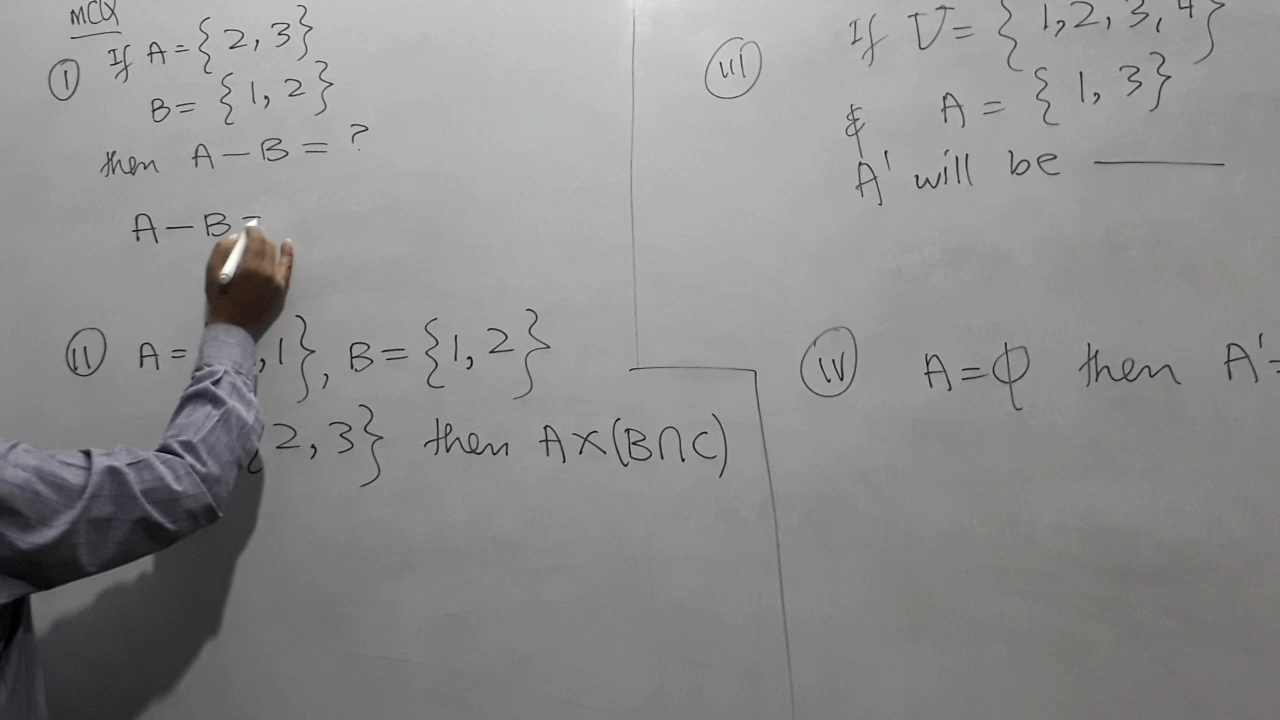 MCQ
(i) If A = {2, 3}
B = {1, 2}
then A - B = ?
A - B =
(ii) A = , 1}, B = {1, 2}
{2, 3} then A × (B ∩ C)
(iii) If U = {1, 2, 3, 4}
& A = {1, 3}
A' will be ______
(iv) A = ϕ then A' =